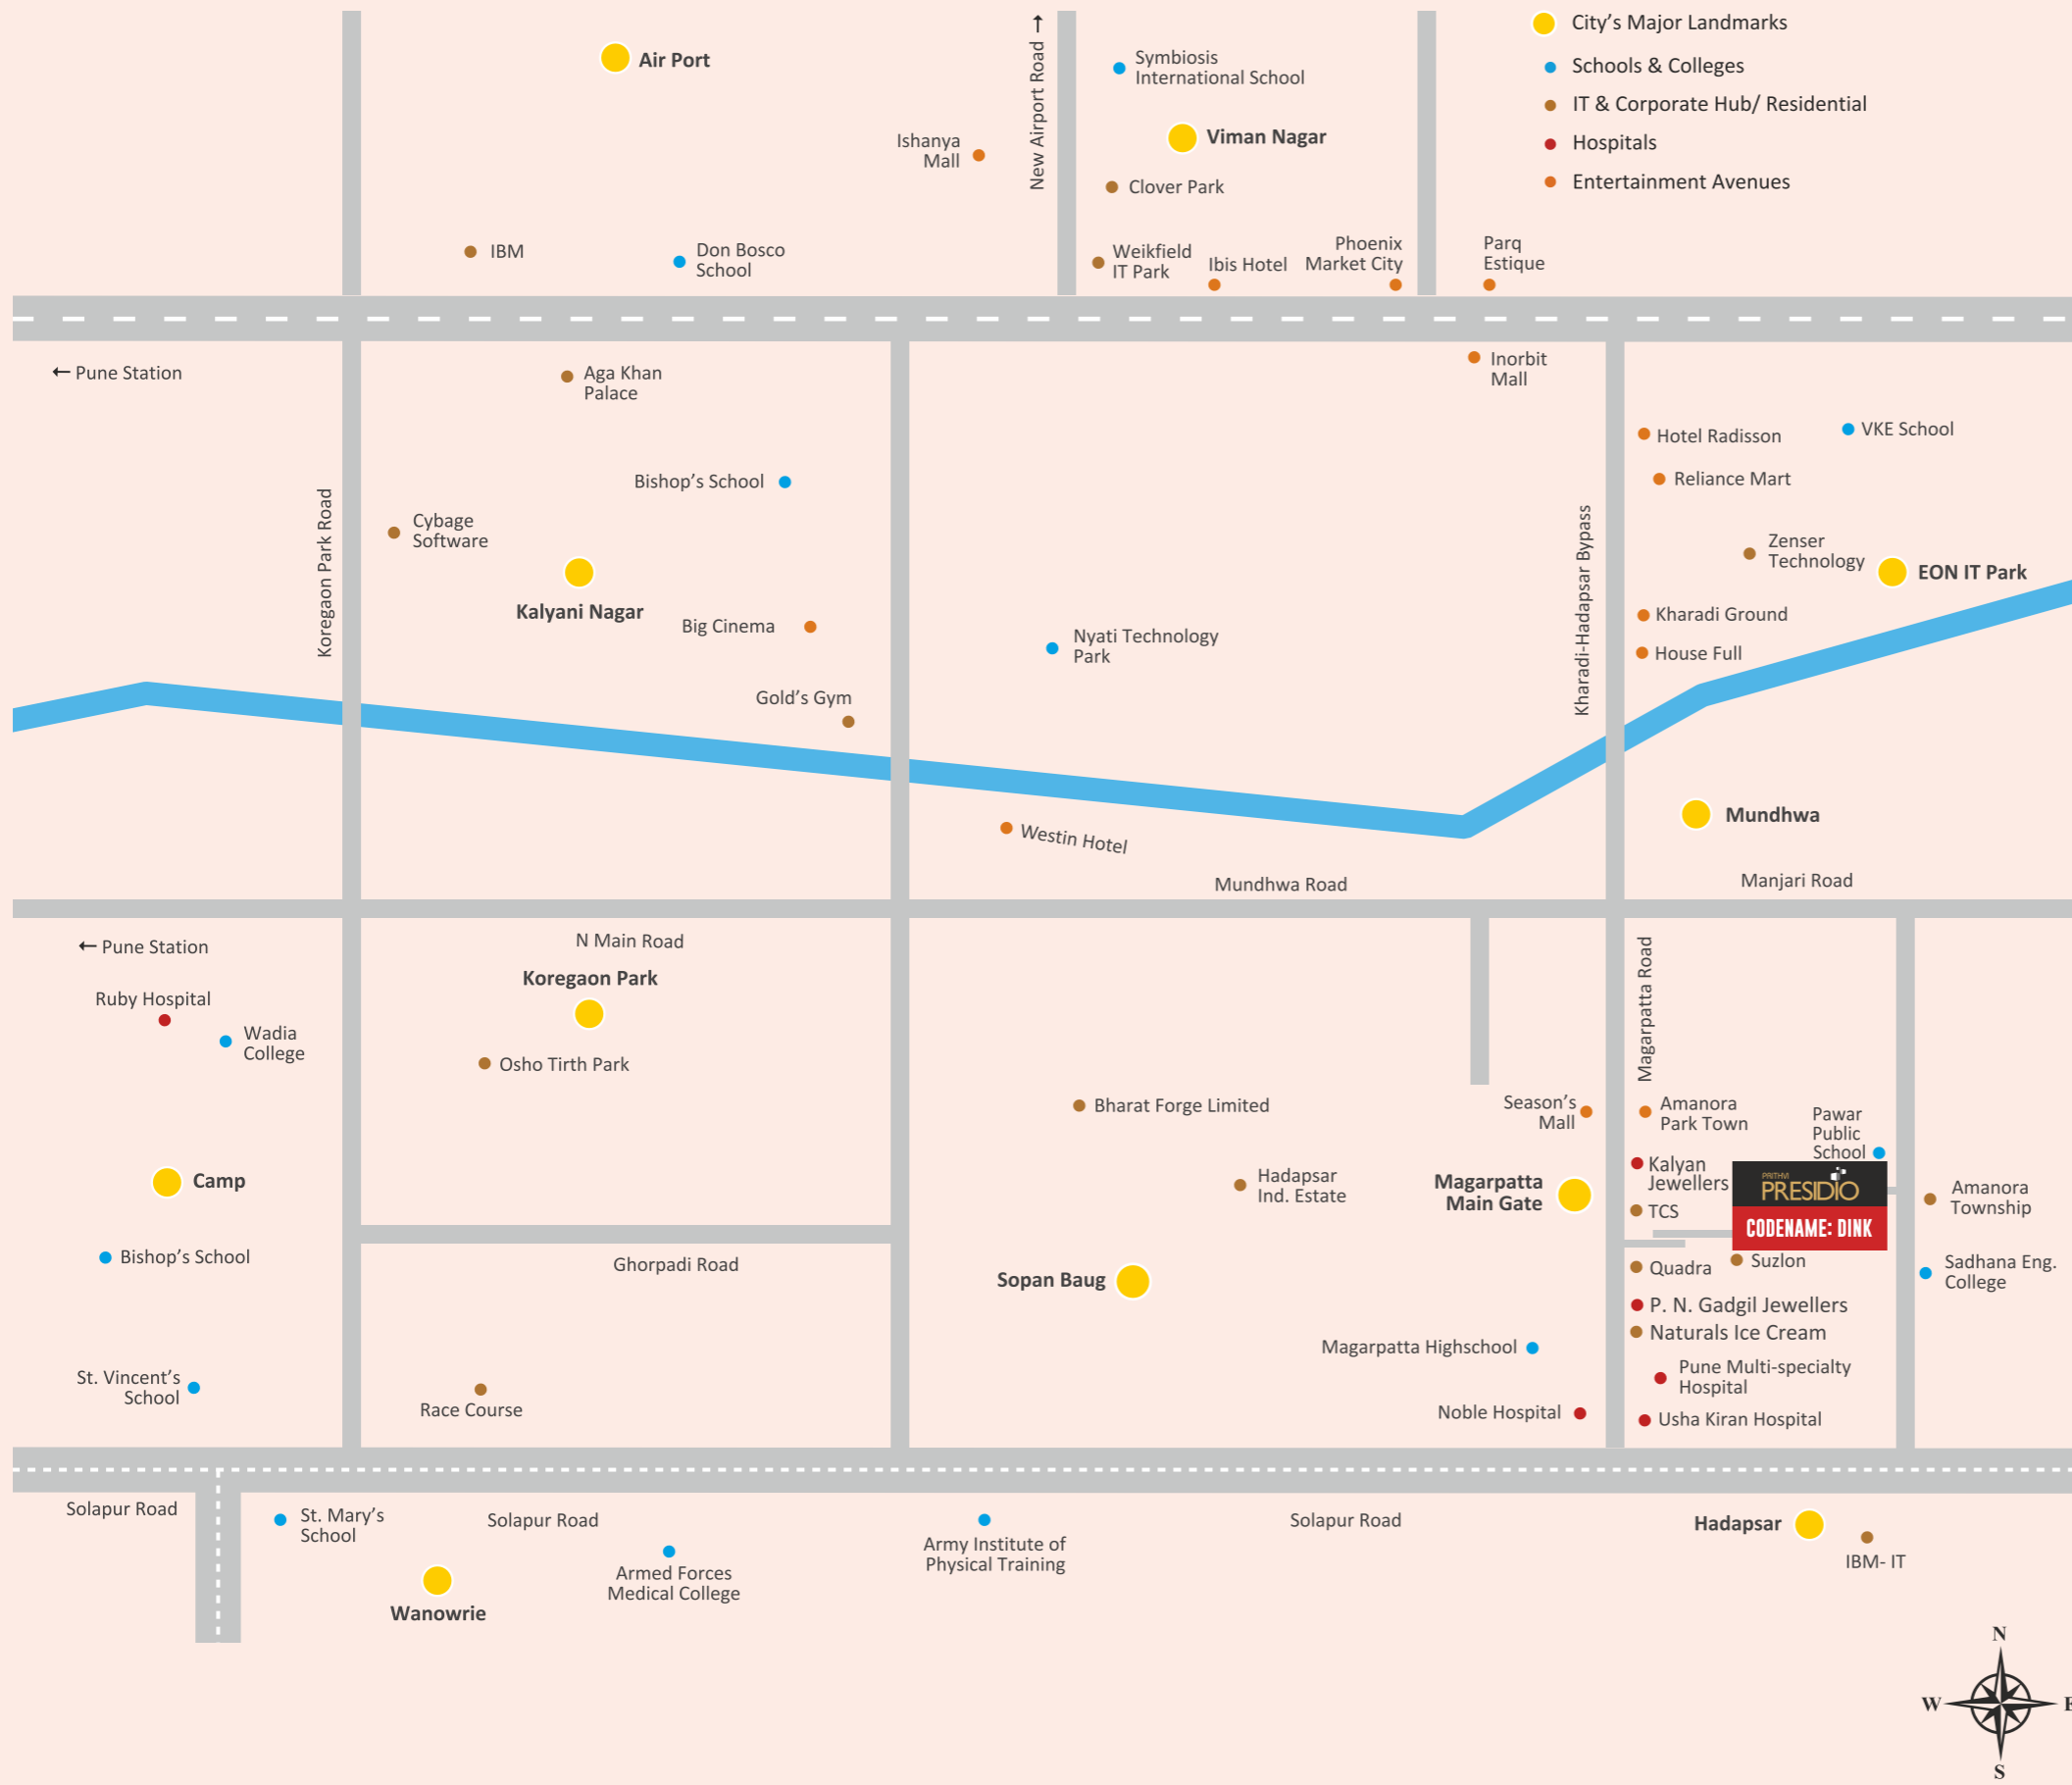 City’s Major Landmarks
Schools & Colleges
IT & Corporate Hub/ Residential
Hospitals
Entertainment Avenues
Air Port
New Airport Road →
Symbiosis
International School
Viman Nagar
Ishanya
Mall
Clover Park
IBM
Don Bosco
School
Weikfield
IT Park
Ibis Hotel
Phoenix
Market City
Parq
Estique
← Pune Station
Aga Khan
Palace
Inorbit
Mall
Hotel Radisson
VKE School
Bishop’s School
Reliance Mart
Koregaon Park Road
Cybage
Software
Kharadi-Hadapsar Bypass
Zenser
Technology
EON IT Park
Kalyani Nagar
Big Cinema
Nyati Technology
Park
Kharadi Ground
House Full
Gold’s Gym
Westin Hotel
Mundhwa
Mundhwa Road
Manjari Road
← Pune Station
N Main Road
Koregaon Park
Magarpatta Road
Ruby Hospital
Wadia
College
Osho Tirth Park
Bharat Forge Limited
Season’s
Mall
Amanora
Park Town
Pawar
Public
School
Camp
Hadapsar
Ind. Estate
Magarpatta
Main Gate
Kalyan
Jewellers
PRITHVI
PRESIDIO
CODENAME: DINK
TCS
Amanora
Township
Bishop’s School
Ghorpadi Road
Sopan Baug
Quadra
Suzlon
Sadhana Eng.
College
P. N. Gadgil Jewellers
Naturals Ice Cream
Magarpatta Highschool
St. Vincent’s
School
Race Course
Pune Multi-specialty
Hospital
Noble Hospital
Usha Kiran Hospital
Solapur Road
St. Mary’s
School
Solapur Road
Army Institute of
Physical Training
Solapur Road
Hadapsar
IBM- IT
Armed Forces
Medical College
Wanowrie
N
W
E
S